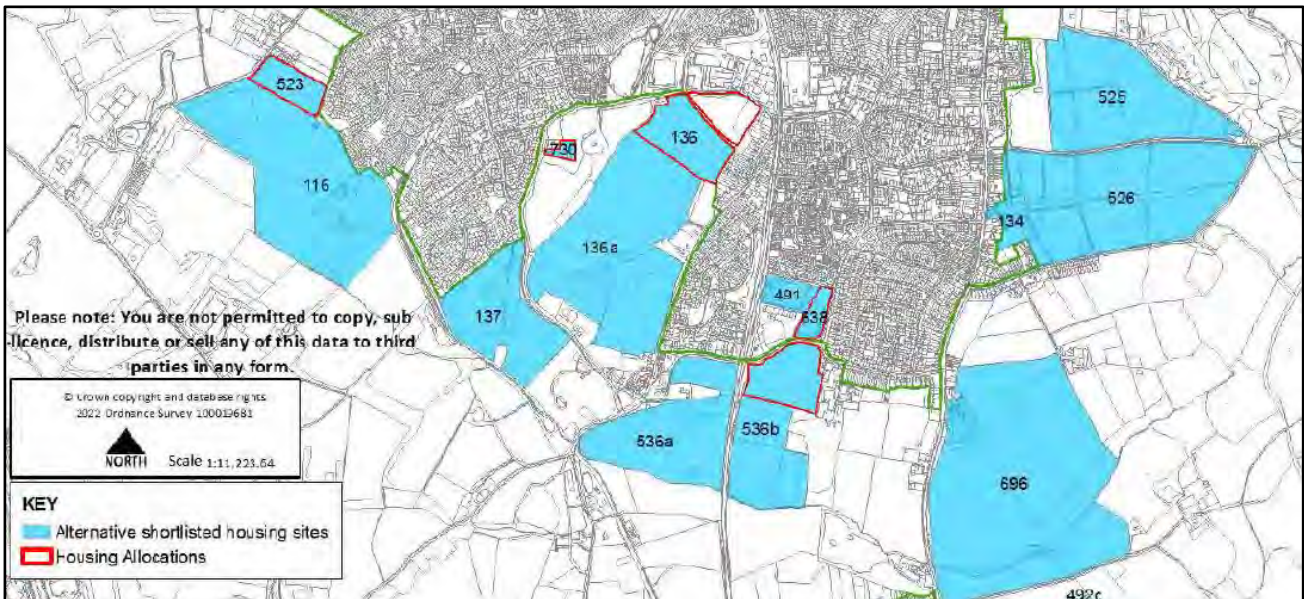 523
525
136
730
116
526
134
136a
491
638
137
Please note: You are not permitted to copy, sub
-licence, distribute or sell any of this data to third
parties in any form.
© Crown copyright and database rights
2022 Ordnance Survey 100019681
NORTH Scale 1:11,223.64
536a
536b
696
KEY
Alternative shortlisted housing sites
Housing Allocations
492c